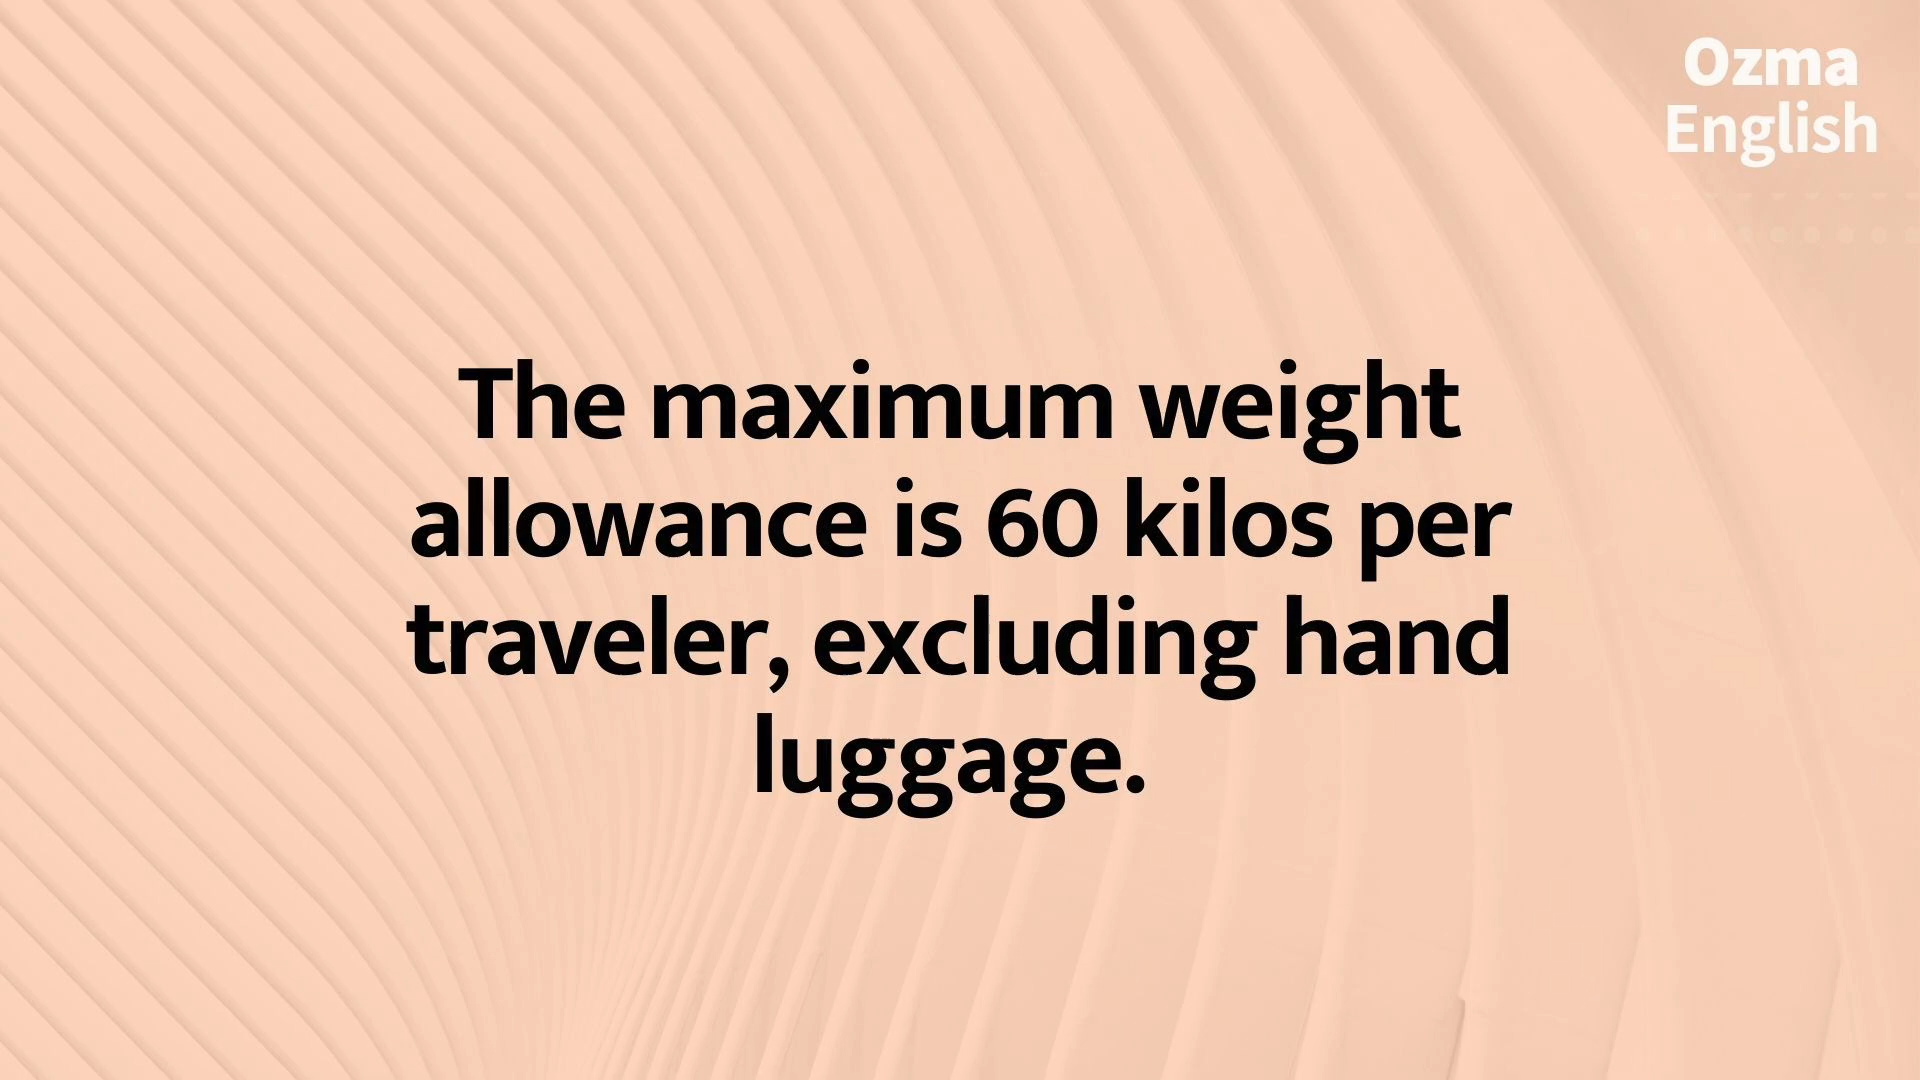 Ozma
English
The maximum weight
allowance is 60 kilos per
traveler, excluding hand
luggage.